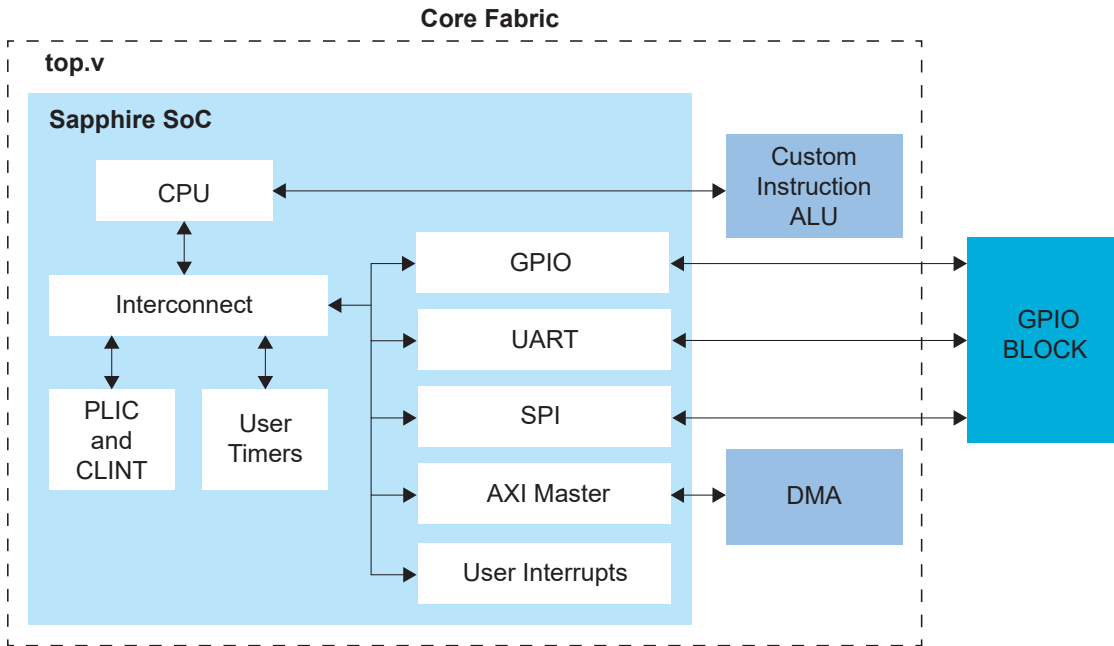 Core Fabric
top.v
Sapphire SoC
CPU
Custom
Instruction
ALU
GPIO
Interconnect
UART
GPIO
BLOCK
PLIC
and
CLINT
User
Timers
SPI
AXI Master
DMA
User Interrupts